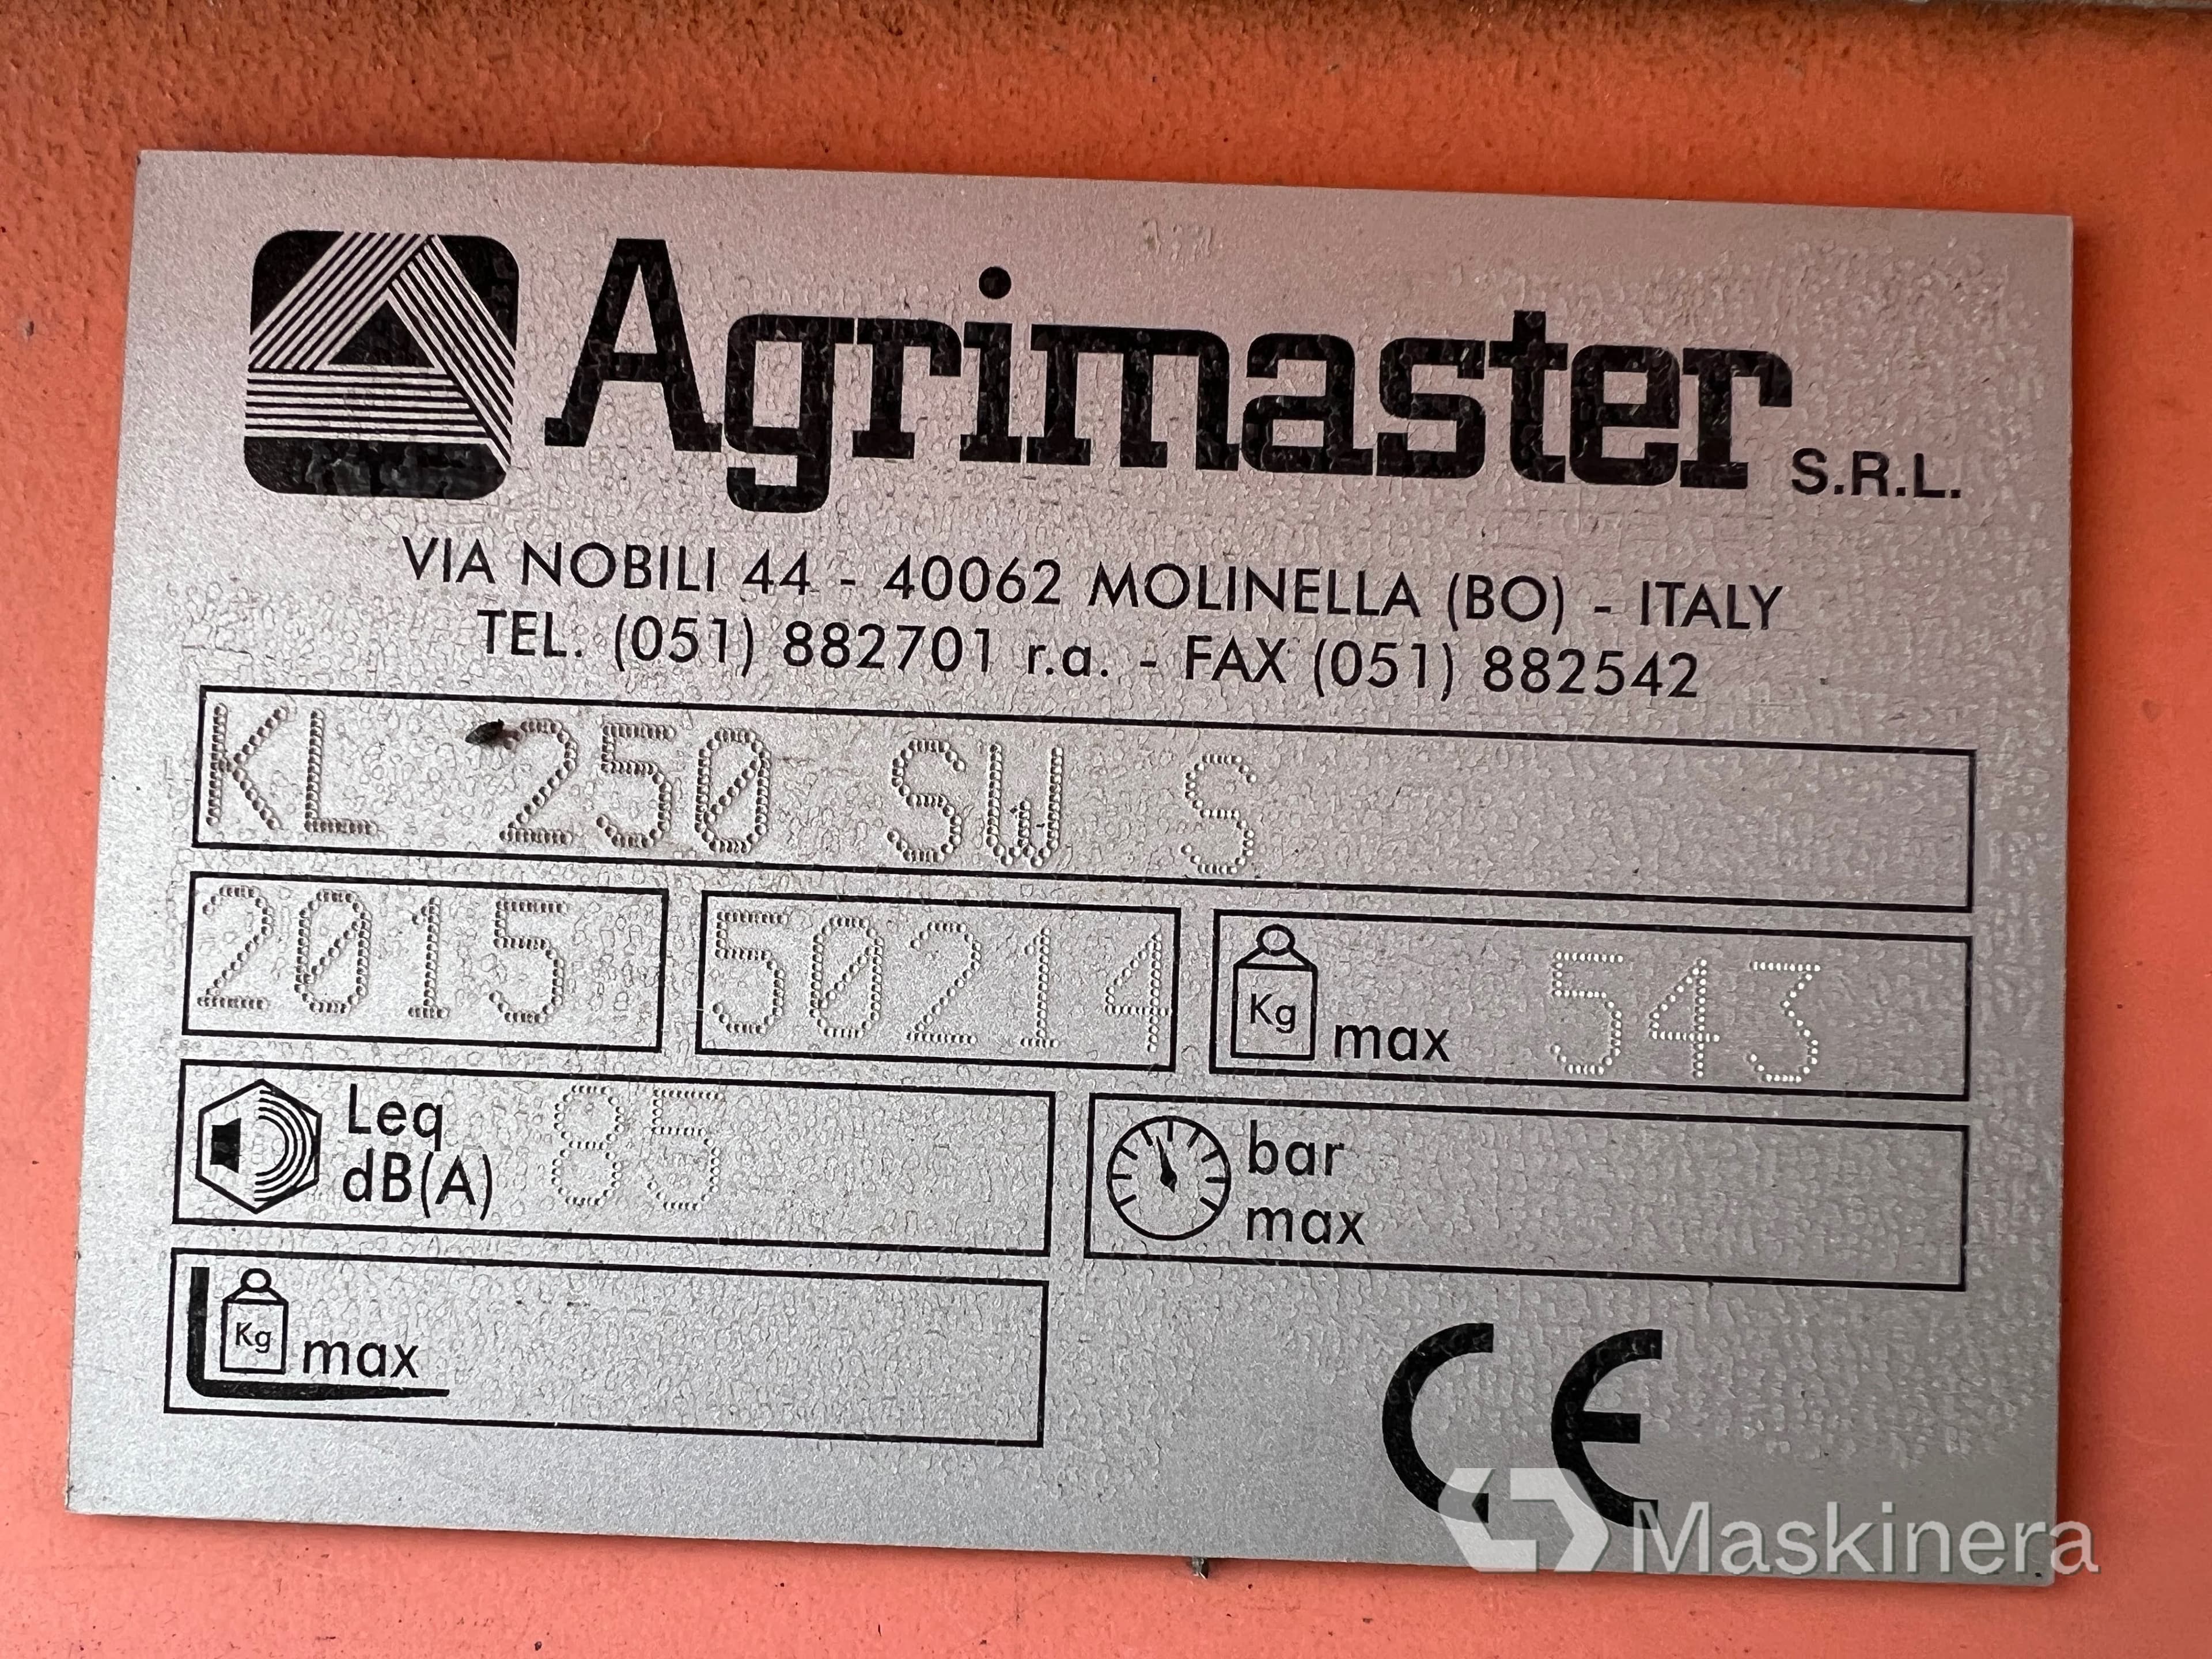 Agrimaster S.R.L.
VIA NOBILI 44 - 40062 MOLINELLA (BO) - ITALY
TEL. (051) 882701 r.a. - FAX (051) 882542
KL 250 SW S
2015 50214 Kg max 543
Leq dB(A) 85 bar max
Kg max
CE
Maskinera